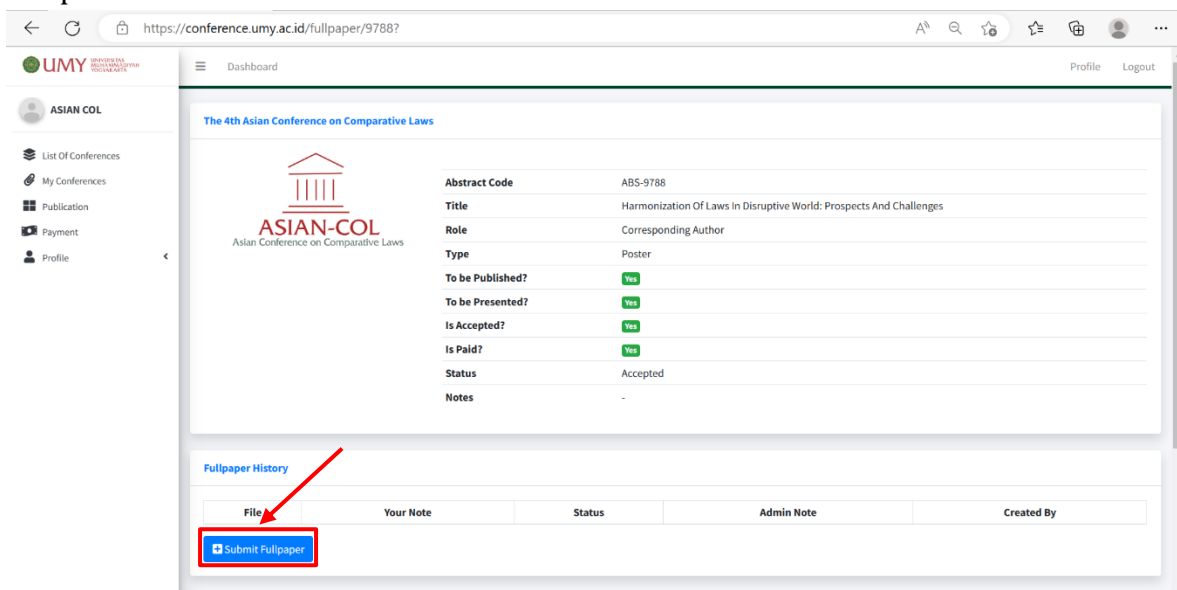 https://conference.umy.ac.id/fullpaper/9788?
UMY UNIVERSITAS MUHAMMADIYAH YOGYAKARTA
Dashboard
Profile Logout
ASIAN COL
List Of Conferences
My Conferences
Publication
Payment
Profile
The 4th Asian Conference on Comparative Laws
ASIAN-COL
Asian Conference on Comparative Laws
Abstract Code ABS-9788
Title Harmonization Of Laws In Disruptive World: Prospects And Challenges
Role Corresponding Author
Type Poster
To be Published? Yes
To be Presented? Yes
Is Accepted? Yes
Is Paid? Yes
Status Accepted
Notes -
Fullpaper History
File Your Note Status Admin Note Created By
Submit Fullpaper